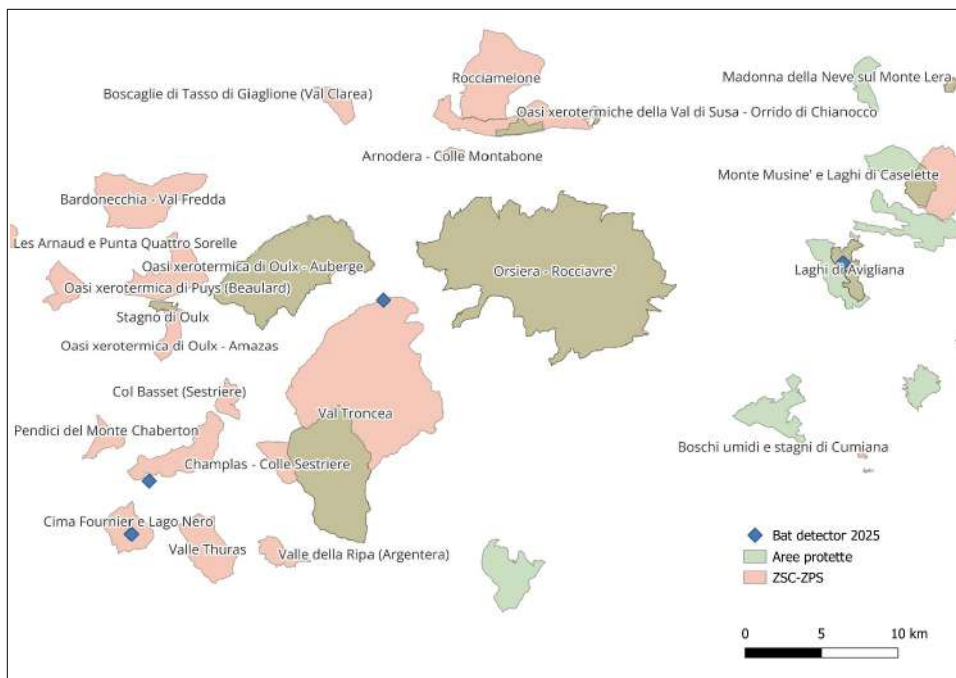 Rocciamelone
Madonna della Neve sul Monte Lera
Boscaglie di Tasso di Giaglione (Val Clarea)
Oasi xerotermiche della Val di Susa - Orrido di Chianocco
Arnodera - Colle Montabone
Monte Musine' e Laghi di Caselette
Bardonecchia - Val Fredda
Les Arnaud e Punta Quattro Sorelle
Oasi xerotermica di Oulx - Auberge
Orsiera - Rocciavre'
Laghi di Avigliana
Oasi xerotermica di Puys (Beaulard)
Stagno di Oulx
Oasi xerotermica di Oulx - Amazas
Col Basset (Sestriere)
Val Troncea
Pendici del Monte Chaberton
Boschi umidi e stagni di Cumiana
Champlas - Colle Sestriere
Cima Fournier e Lago Nero
Valle Thuras
Valle della Ripa (Argentera)
Bat detector 2025
Aree protette
ZSC-ZPS
0 5 10 km